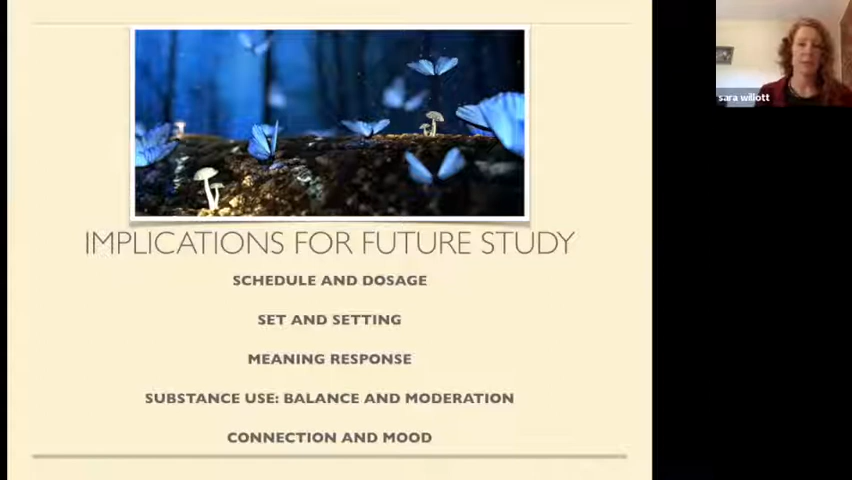 sara willott
IMPLICATIONS FOR FUTURE STUDY
SCHEDULE AND DOSAGE
SET AND SETTING
MEANING RESPONSE
SUBSTANCE USE: BALANCE AND MODERATION
CONNECTION AND MOOD